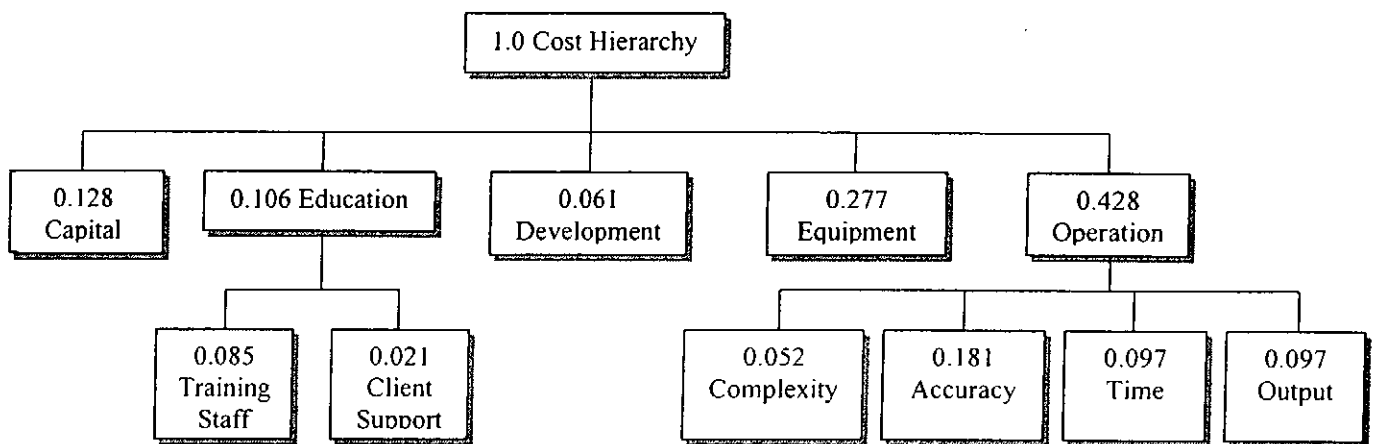 1.0 Cost Hierarchy
0.128
Capital
0.106 Education
0.061
Development
0.277
Equipment
0.428
Operation
0.085
Training
Staff
0.021
Client
Support
0.052
Complexity
0.181
Accuracy
0.097
Time
0.097
Output